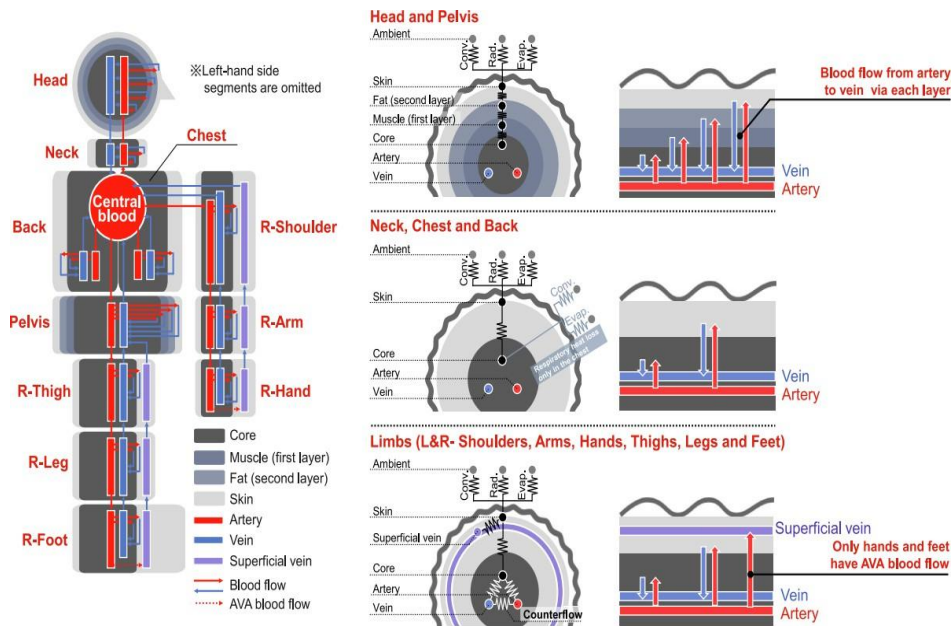 Head
※Left-hand side
segments are omitted
Neck
Chest
Central
blood
Back
R-Shoulder
Pelvis
R-Arm
R-Thigh
R-Hand
R-Leg
R-Foot
Core
Muscle (first layer)
Fat (second layer)
Skin
Artery
Vein
Superficial vein
Blood flow
AVA blood flow
Head and Pelvis
Ambient
Conv.
Rad.
Evap.
Skin
Fat (second layer)
Muscle (first layer)
Core
Artery
Vein
Blood flow from artery
to vein via each layer
Vein
Artery
Neck, Chest and Back
Ambient
Conv.
Rad.
Evap.
Skin
Conv.
Evap.
Respiratory heat loss
only in the chest
Core
Artery
Vein
Vein
Artery
Limbs (L&R- Shoulders, Arms, Hands, Thighs, Legs and Feet)
Ambient
Conv.
Rad.
Evap.
Skin
Superficial vein
Core
Artery
Vein
Counterflow
Superficial vein
Only hands and feet
have AVA blood flow
Vein
Artery